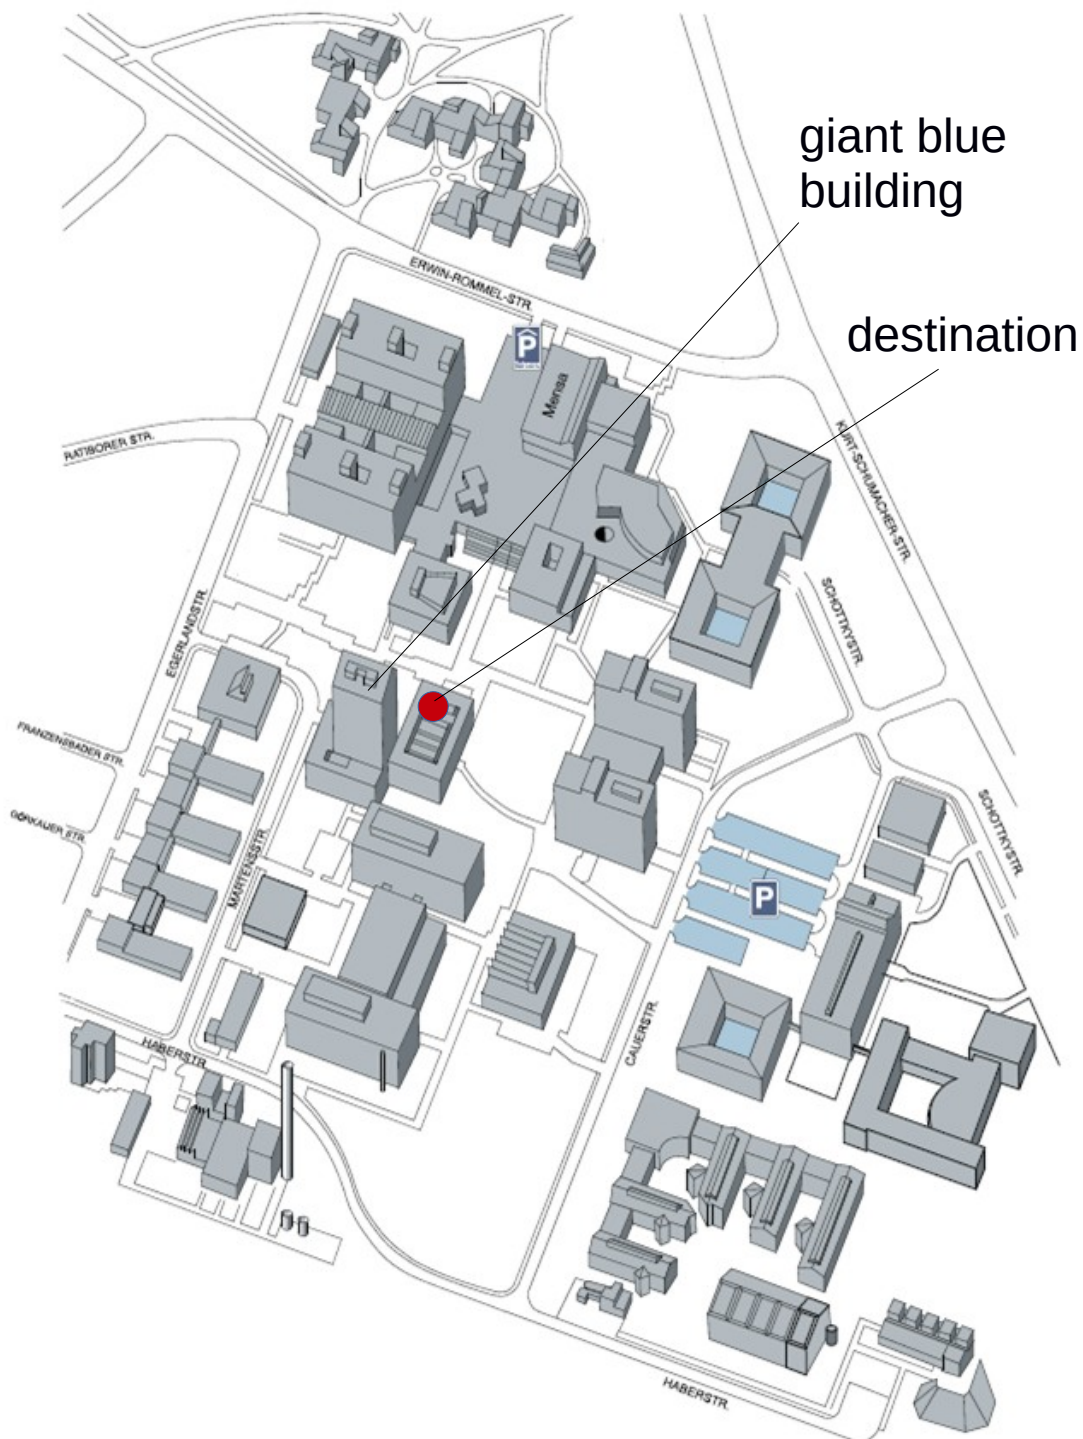 giant blue
building
destination
ERWIN-ROMMEL-STR.
P
Mensa
RATIBORER STR.
KURT-SCHUMACHER-STR.
SCHOTTKYSTR.
EGERLANDSTR.
FRANZENSBADER STR.
GÖRKAUER STR.
SCHOTTKYSTR.
MARTENSSTR.
P
CAUERSTR.
HABERSTR.
HABERSTR.